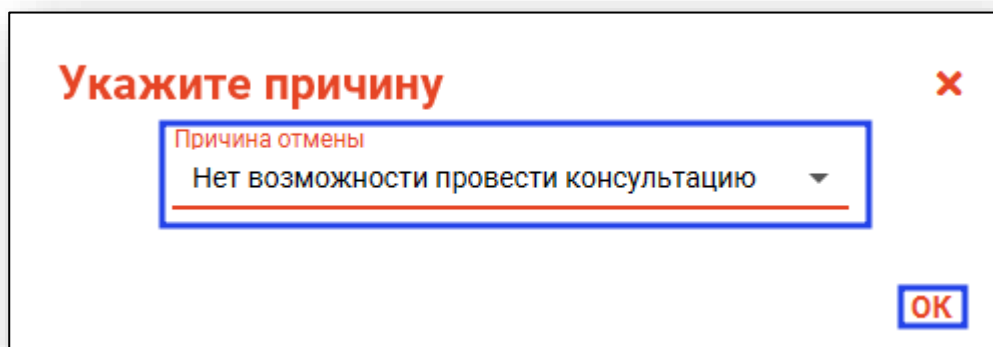 Укажите причину
Причина отмены
Нет возможности провести консультацию
ОК